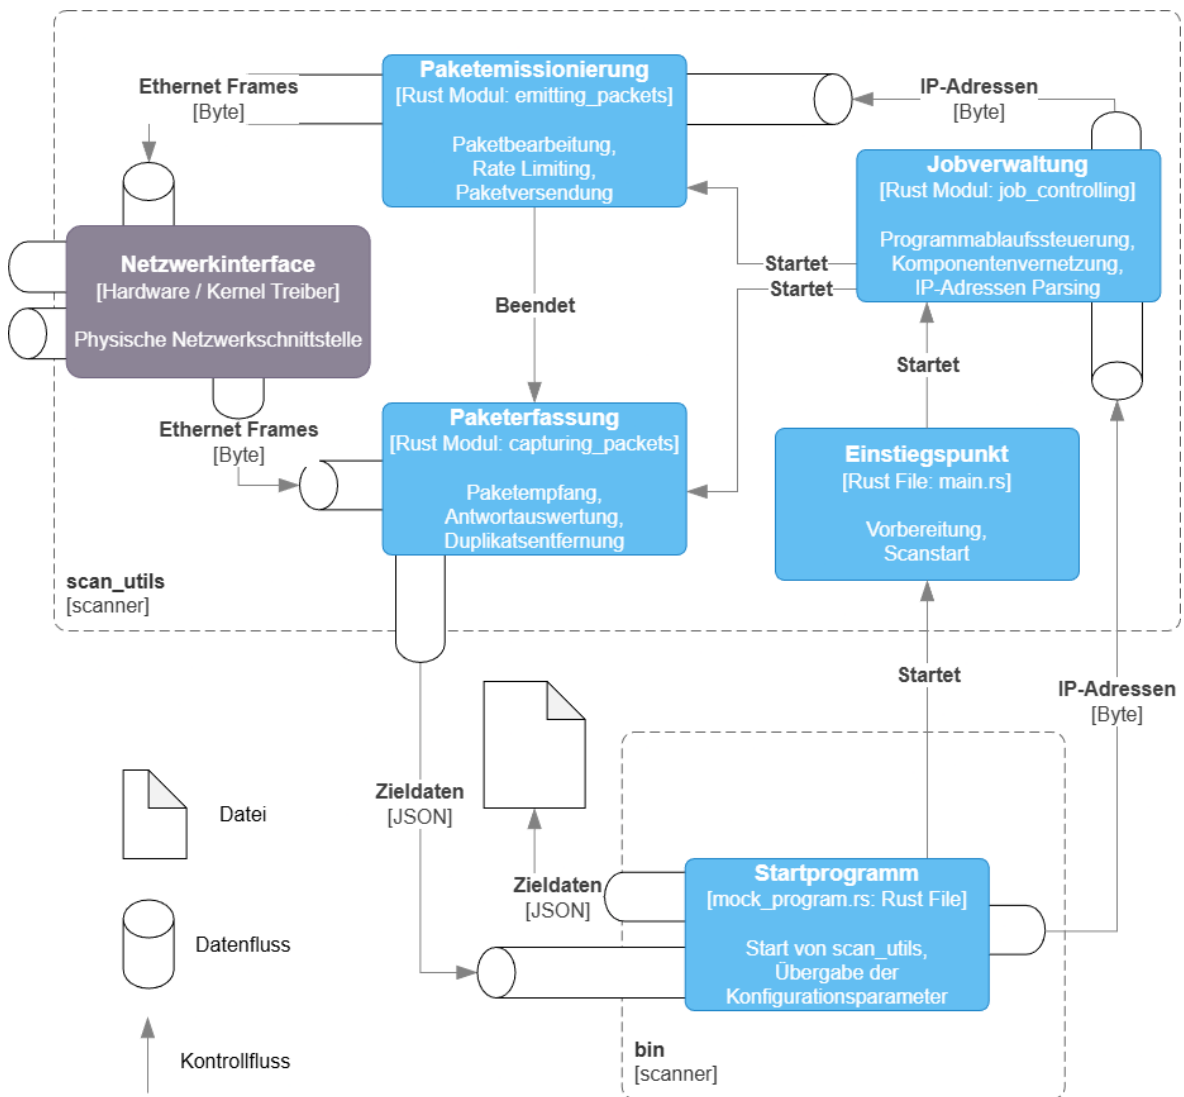 Paketemissionierung
[Rust Modul: emitting_packets]
Paketbearbeitung,
Rate Limiting,
Paketversendung
Ethernet Frames
[Byte]
IP-Adressen
[Byte]
Jobverwaltung
[Rust Modul: job_controlling]
Programmablaufssteuerung,
Komponentenvernetzung,
IP-Adressen Parsing
Netzwerkinterface
[Hardware / Kernel Treiber]
Physische Netzwerkschnittstelle
Startet
Startet
Beendet
Startet
Ethernet Frames
[Byte]
Paketerfassung
[Rust Modul: capturing_packets]
Paketempfang,
Antwortauswertung,
Duplikatsentfernung
Einstiegspunkt
[Rust File: main.rs]
Vorbereitung,
Scanstart
scan_utils
[scanner]
Startet
IP-Adressen
[Byte]
Zieldaten
[JSON]
Zieldaten
[JSON]
Startprogramm
[mock_program.rs: Rust File]
Start von scan_utils,
Übergabe der
Konfigurationsparameter
bin
[scanner]
Datei
Datenfluss
Kontrollfluss